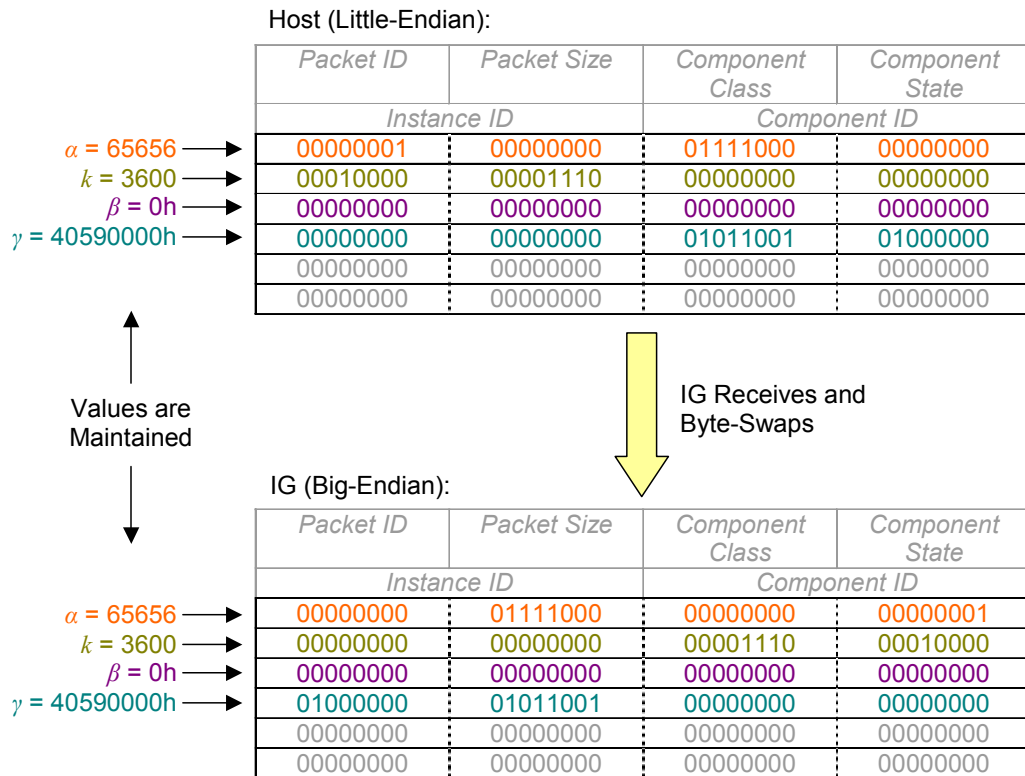 Host (Little-Endian):
Packet ID Packet Size Component Class Component State
Instance ID Component ID
α = 65656 00000001 00000000 01111000 00000000
k = 3600 00010000 00001110 00000000 00000000
β = 0h 00000000 00000000 00000000 00000000
γ = 40590000h 00000000 00000000 01011001 01000000
00000000 00000000 00000000 00000000
00000000 00000000 00000000 00000000
Values are
Maintained
IG Receives and
Byte-Swaps
IG (Big-Endian):
Packet ID Packet Size Component Class Component State
Instance ID Component ID
α = 65656 00000000 01111000 00000000 00000001
k = 3600 00000000 00000000 00001110 00010000
β = 0h 00000000 00000000 00000000 00000000
γ = 40590000h 01000000 01011001 00000000 00000000
00000000 00000000 00000000 00000000
00000000 00000000 00000000 00000000